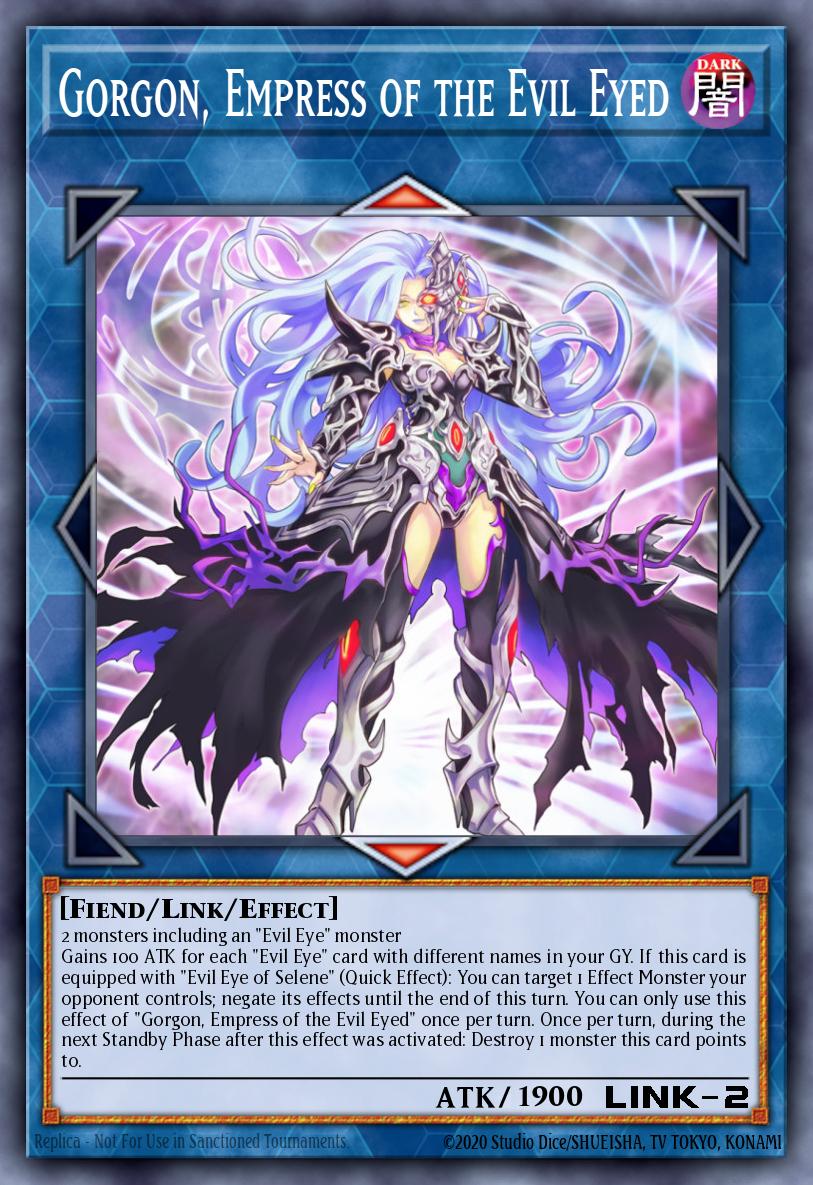 Gorgon, Empress of the Evil Eyed
DARK
闇
[Fiend/Link/Effect]
2 monsters including an "Evil Eye" monster
Gains 100 ATK for each "Evil Eye" card with different names in your GY. If this card is
equipped with "Evil Eye of Selene" (Quick Effect): You can target 1 Effect Monster your
opponent controls; negate its effects until the end of this turn. You can only use this
effect of "Gorgon, Empress of the Evil Eyed" once per turn. Once per turn, during the
next Standby Phase after this effect was activated: Destroy 1 monster this card points
to.
ATK/1900 LINK-2
Replica - Not For Use in Sanctioned Tournaments.
©2020 Studio Dice/SHUEISHA, TV TOKYO, KONAMI